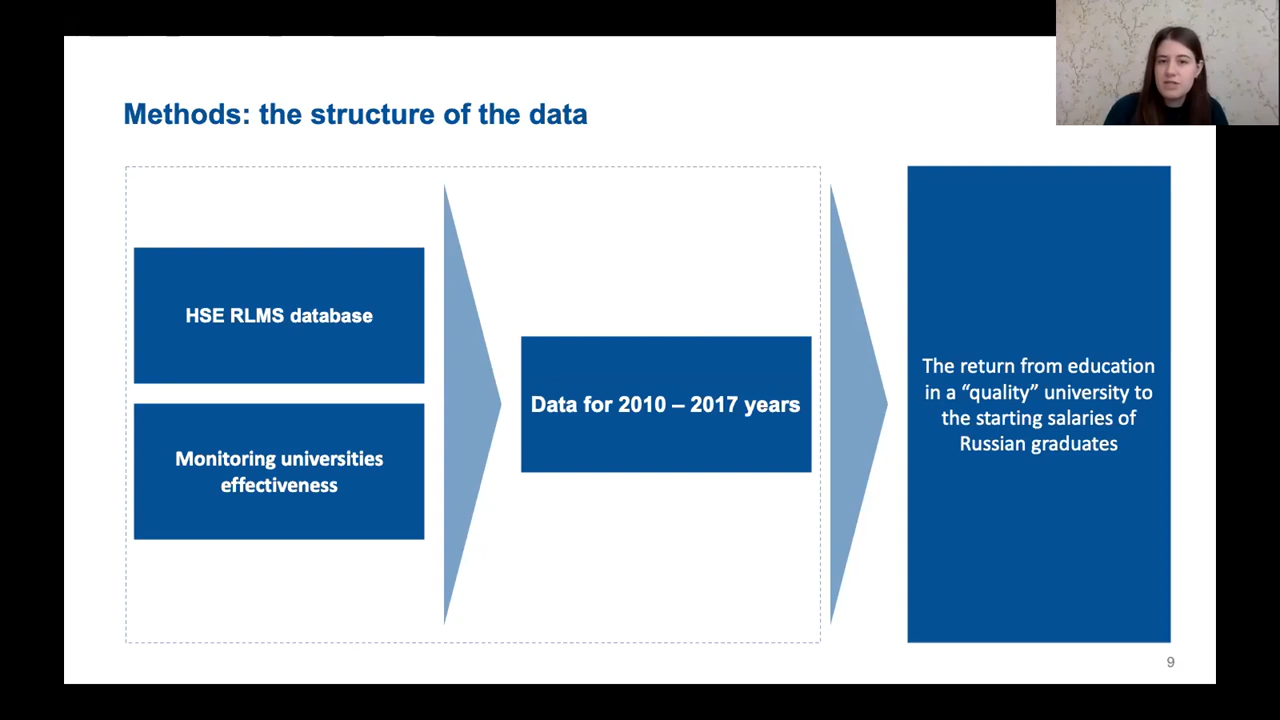 Methods: the structure of the data
HSE RLMS database
Monitoring universities
effectiveness
Data for 2010 – 2017 years
The return from education
in a “quality” university to
the starting salaries of
Russian graduates
9